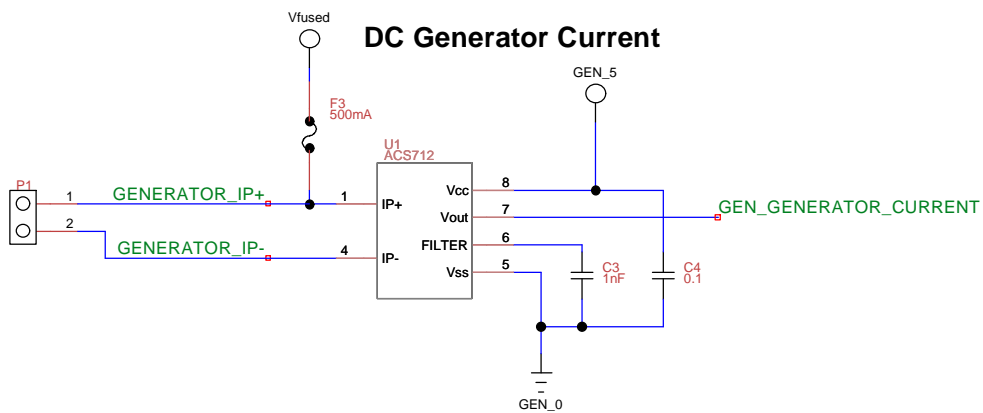 Vfused
DC Generator Current
GEN_5
F3
500mA
U1
ACS712
P1
1
GENERATOR_IP+
1
IP+
Vcc
8
Vout
7
GEN_GENERATOR_CURRENT
2
GENERATOR_IP-
4
IP-
FILTER
6
Vss
5
C3
1nF
C4
0.1
GEN_0